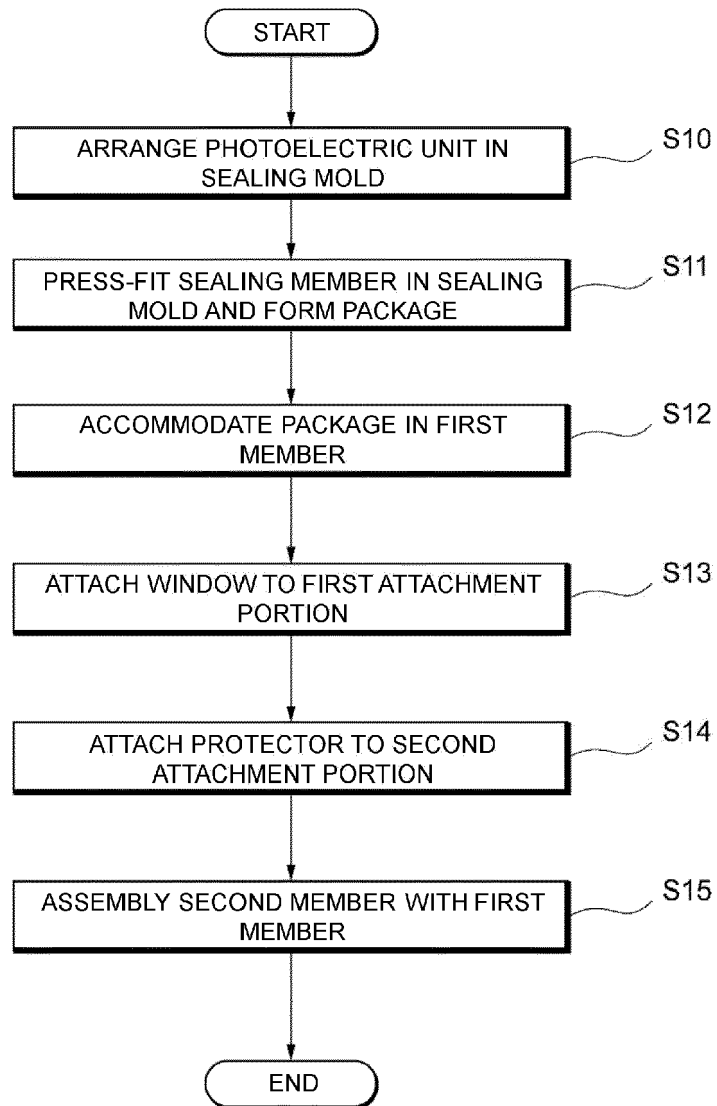 START
ARRANGE PHOTOELECTRIC UNIT IN
SEALING MOLD
S10
PRESS-FIT SEALING MEMBER IN SEALING
MOLD AND FORM PACKAGE
S11
ACCOMMODATE PACKAGE IN FIRST
MEMBER
S12
ATTACH WINDOW TO FIRST ATTACHMENT
PORTION
S13
ATTACH PROTECTOR TO SECOND
ATTACHMENT PORTION
S14
ASSEMBLY SECOND MEMBER WITH FIRST
MEMBER
S15
END